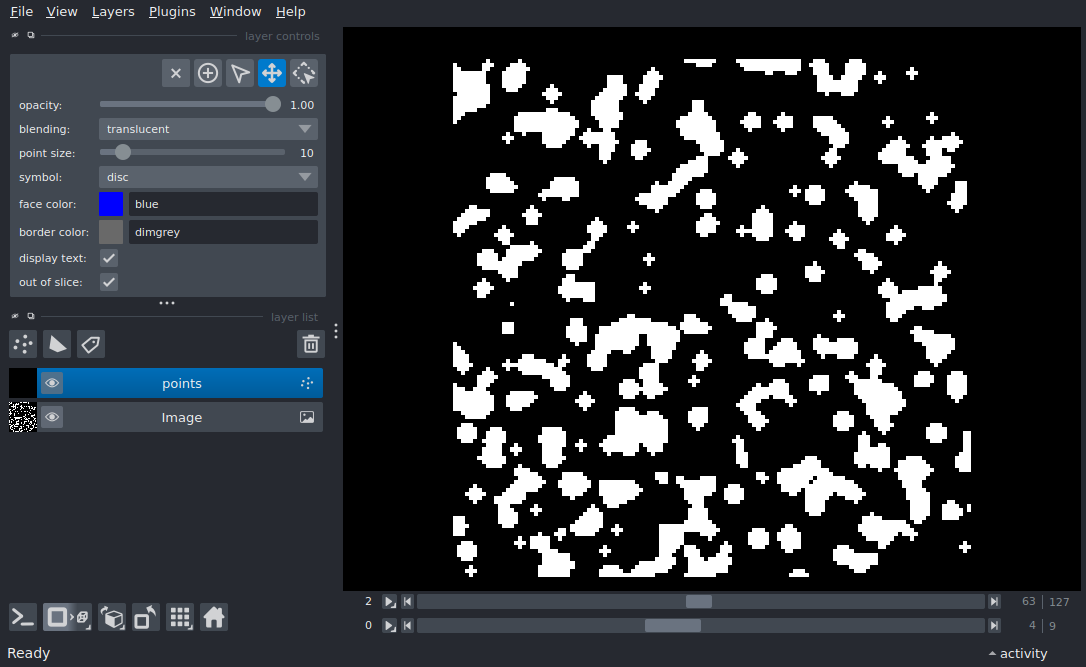 File View Layers Plugins Window Help
layer controls
opacity: 1.00
blending: translucent
point size: 10
symbol: disc
face color: blue
border color: dimgrey
display text:
out of slice:
layer list
points
Image
2 63 127
0 4 9
Ready activity